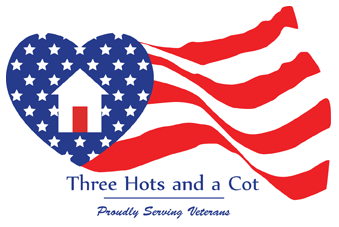 Three Hots and a Cot
Proudly Serving Veterans